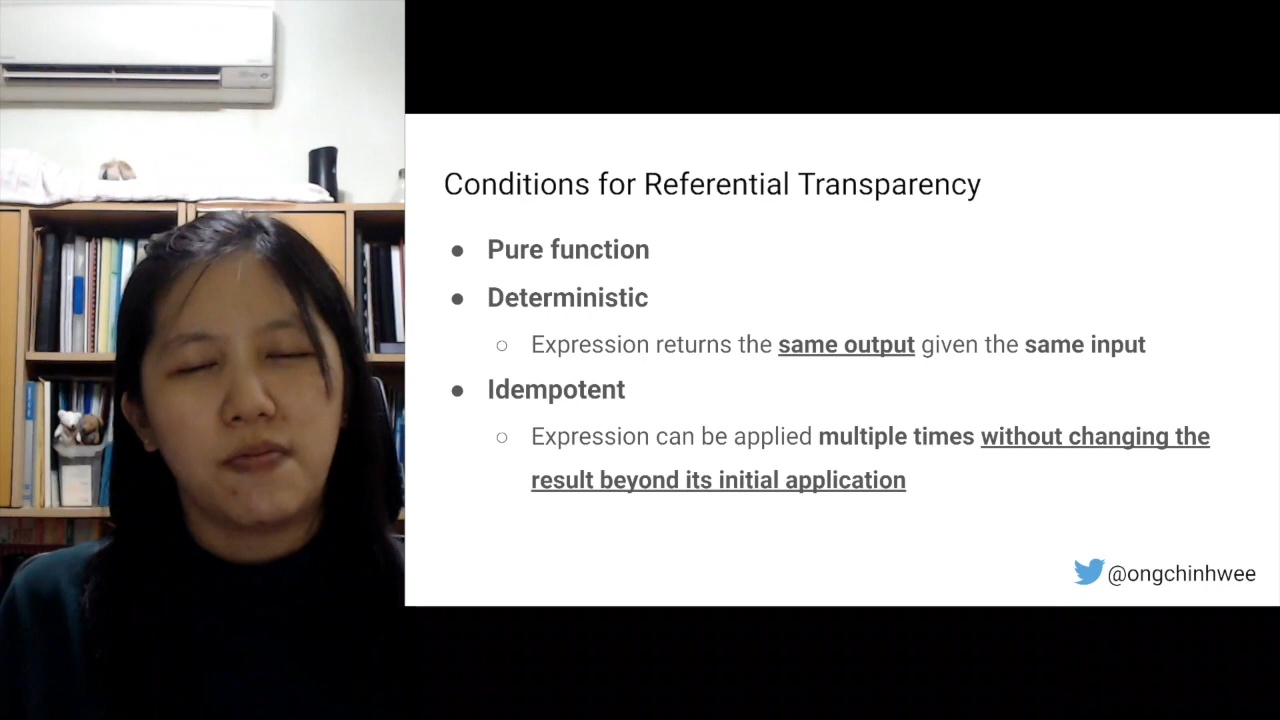 Conditions for Referential Transparency
● Pure function
● Deterministic
○ Expression returns the same output given the same input
● Idempotent
○ Expression can be applied multiple times without changing the
result beyond its initial application
@ongchinhwee